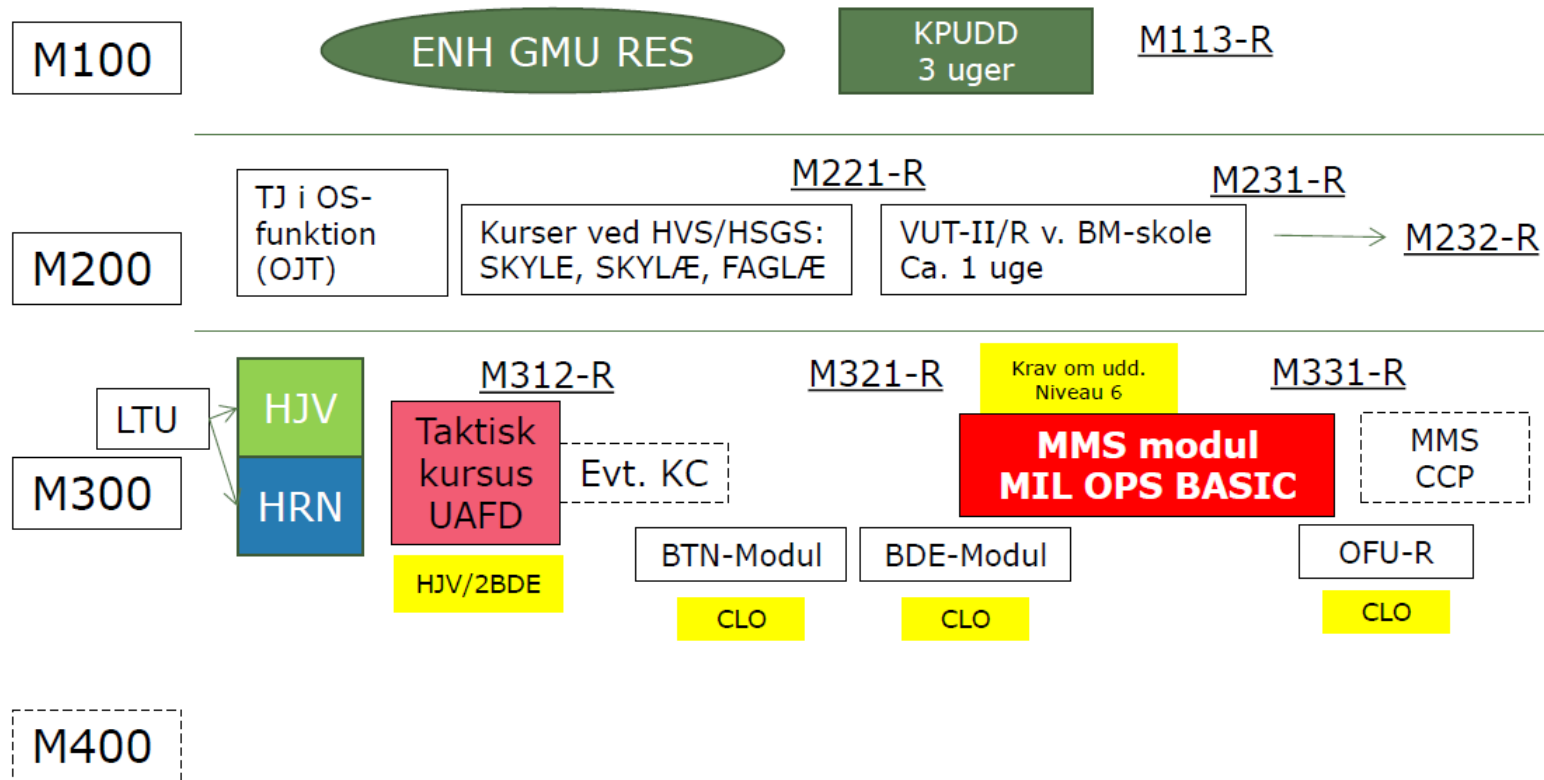 M100
ENH GMU RES
KPUDD
3 uger
M113-R
M200
TJ i OS-
funktion
(OJT)
M221-R
Kurser ved HVS/HSGS:
SKYLE, SKYLÆ, FAGLÆ
VUT-II/R v. BM-skole
Ca. 1 uge
M231-R
M232-R
M300
LTU
HJV
HRN
M312-R
Taktisk
kursus
UAFD
HJV/2BDE
Evt. KC
M321-R
BTN-Modul
CLO
BDE-Modul
CLO
Krav om udd.
Niveau 6
MMS modul
MIL OPS BASIC
M331-R
MMS
CCP
OFU-R
CLO
M400